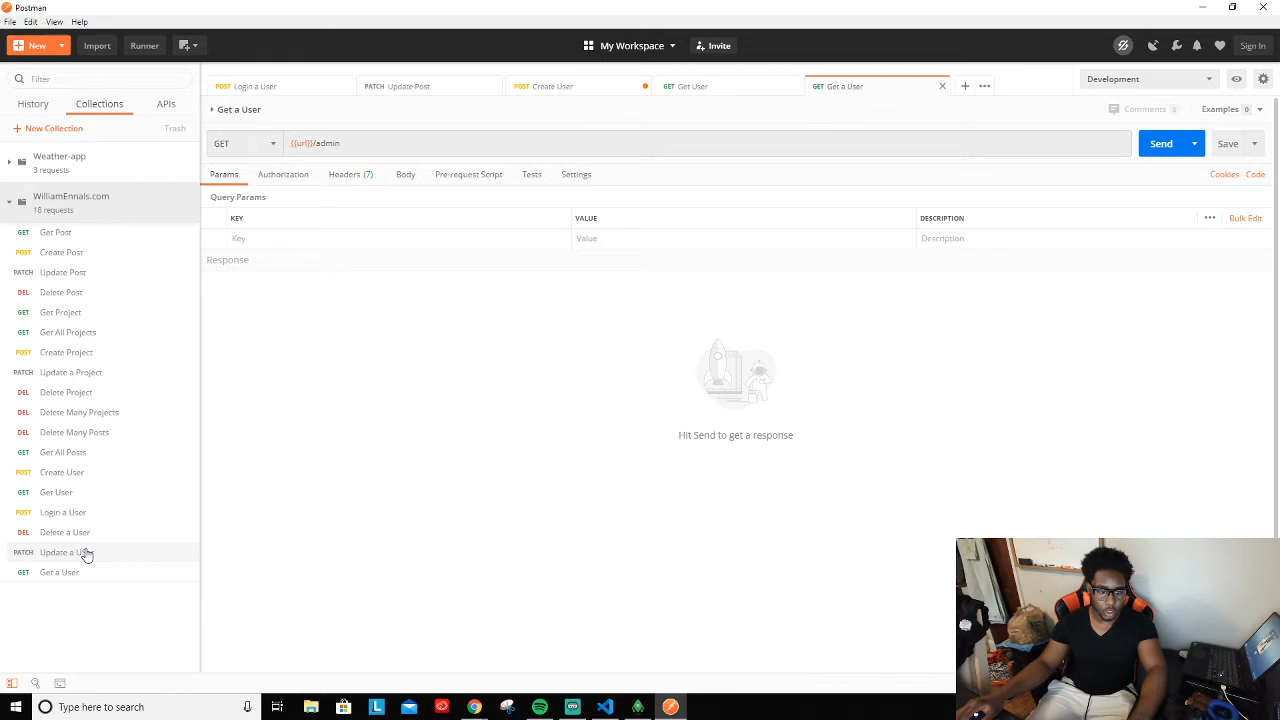 Postman
File Edit View Help
New Import Runner My Workspace Invite Sign In
Filter
History Collections APIs
New Collection Trash
Weather-app
3 requests
WilliamEnnals.com
18 requests
GET Get Post
POST Create Post
PATCH Update Post
DEL Delete Post
GET Get Project
GET Get All Projects
POST Create Project
PATCH Update a Project
DEL Delete Project
DEL Delete Many Projects
DEL Delete Many Posts
GET Get All Posts
POST Create User
GET Get User
POST Login a User
DEL Delete a User
PATCH Update a
GET Get a User
POST Login a User PATCH Update Post POST Create User GET Get User GET Get a User Development
Get a User Comments 0 Examples 0
GET {{url}}/admin Send Save
Params Authorization Headers (7) Body Pre-request Script Tests Settings Cookies Code
Query Params
KEY VALUE DESCRIPTION Bulk Edit
Key Value Description
Response
Hit Send to get a response
Type here to search